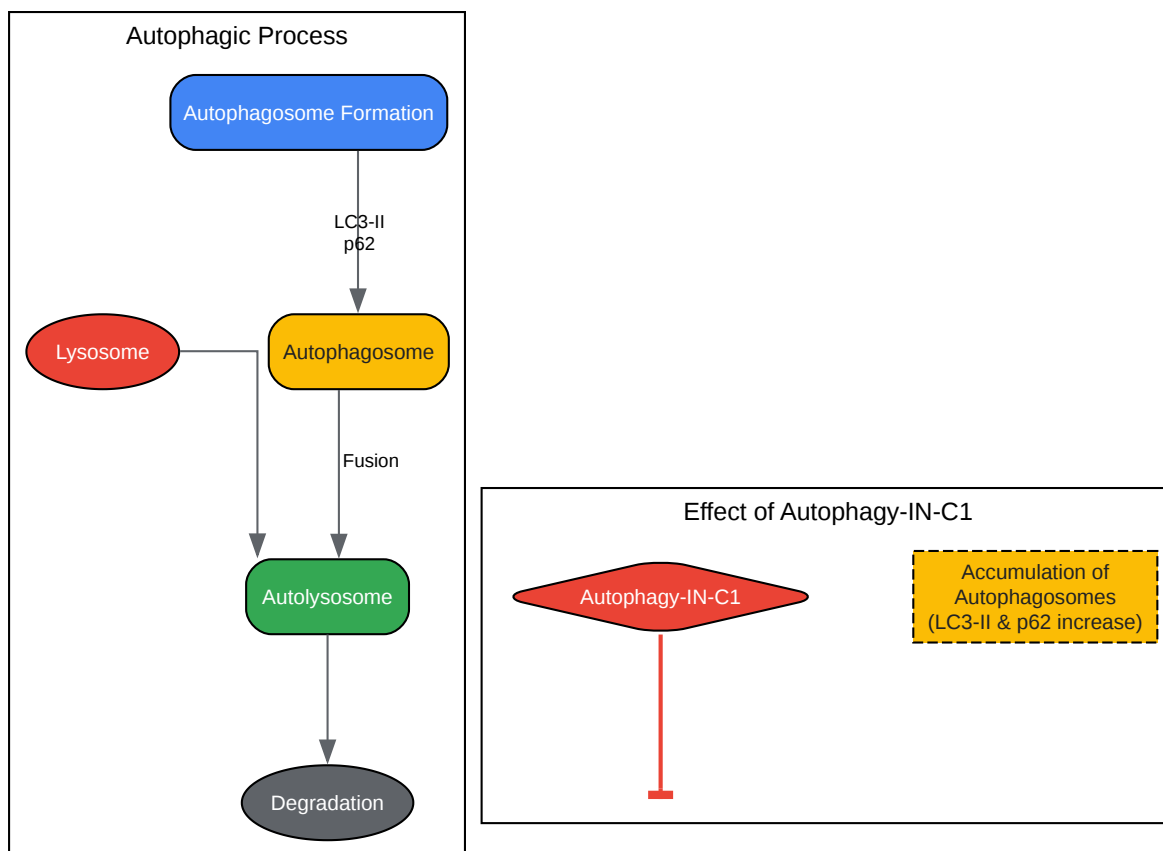 Autophagic Process
Autophagosome Formation
LC3-II
p62
Lysosome
Autophagosome
Fusion
Autolysosome
Degradation
Effect of Autophagy-IN-C1
Autophagy-IN-C1
Accumulation of
Autophagosomes
(LC3-II & p62 increase)